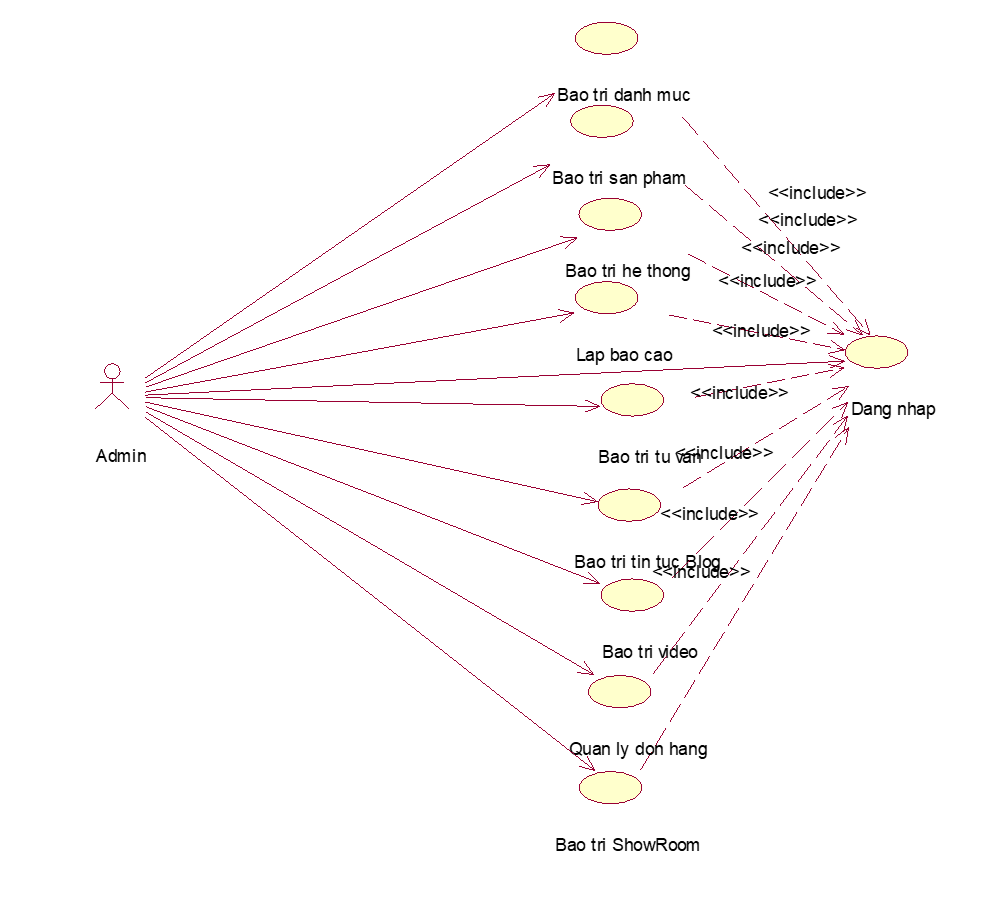 Bao tri danh muc
Bao tri san pham
<<include>>
<<include>>
<<include>>
Bao tri he thong
<<include>>
<<include>>
Lap bao cao
<<include>>
Dang nhap
Admin
Bao tri tu van
<<include>>
<<include>>
Bao tri tin tuc Blog
<<include>>
Bao tri video
Quan ly don hang
Bao tri ShowRoom